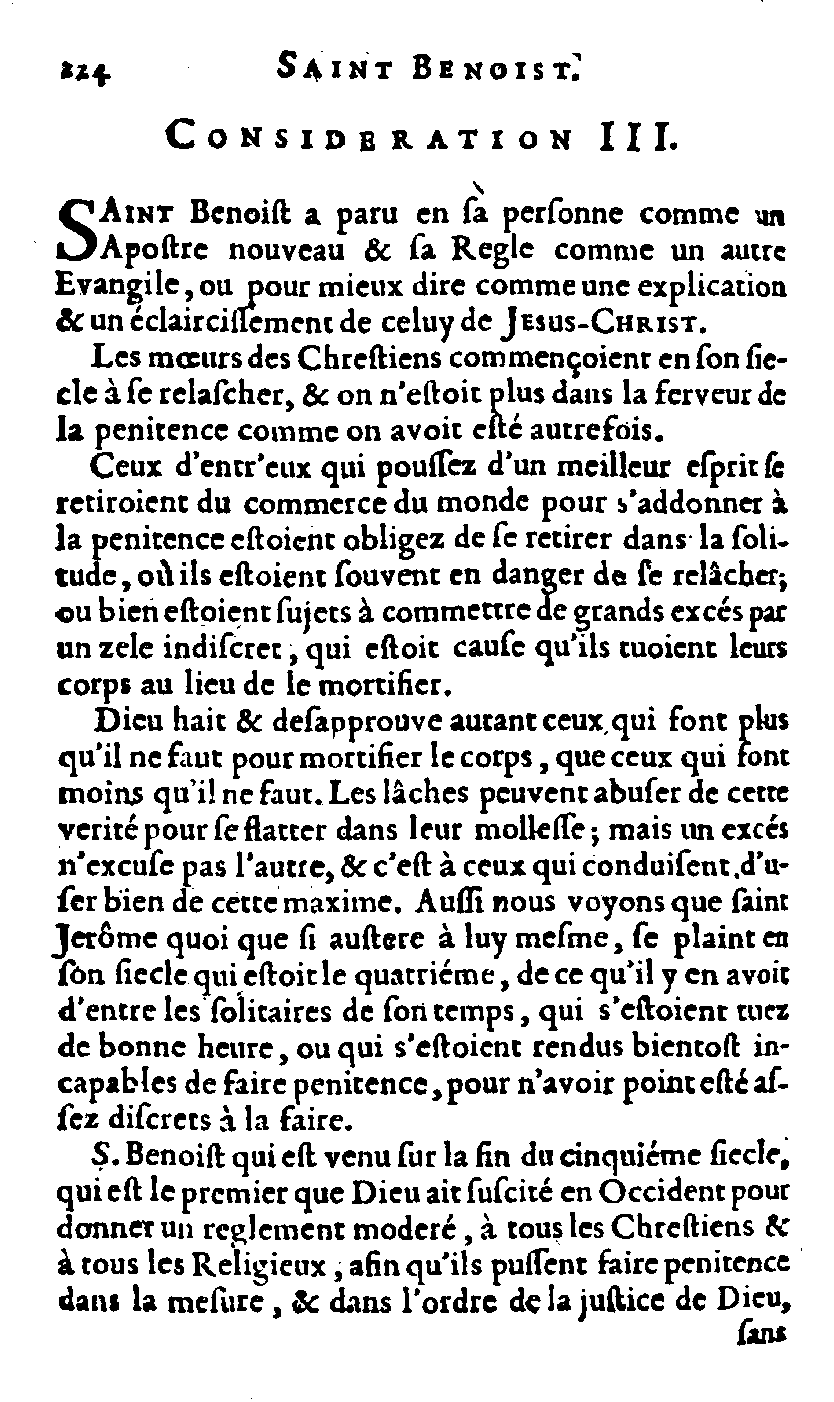 224 SAINT BENOIST.
CONSIDERATION III.
SAINT Benoiſt a paru en ſa perſonne comme un
Apoſtre nouveau & ſa Regle comme un autre
Evangile, ou pour mieux dire comme une explication
& un éclairciſſement de celuy de JESUS-CHRIST.
Les mœurs des Chreſtiens commençoient en ſon ſie-
cle à ſe relaſcher, & on n'eſtoit plus dans la ferveur de
la penitence comme on avoit eſté autrefois.
Ceux d'entr'eux qui pouſſez d'un meilleur eſprit ſe
retiroient du commerce du monde pour s'addonner à
la penitence eſtoient obligez de ſe retirer dans la ſoli-
tude, où ils eſtoient ſouvent en danger de ſe relâcher;
ou bien eſtoient ſujets à commettre de grands excés par
un zele indiſcret, qui eſtoit cauſe qu'ils tuoient leurs
corps au lieu de le mortifier.
Dieu hait & deſapprouve autant ceux qui font plus
qu'il ne faut pour mortifier le corps, que ceux qui font
moins qu'il ne faut. Les lâches peuvent abuſer de cette
verité pour ſe flatter dans leur molleſſe; mais un excés
n'excuſe pas l'autre, & c'eſt à ceux qui conduiſent d'u-
ſer bien de cette maxime. Auſſi nous voyons que ſaint
Jerôme quoi que ſi auſtere à luy meſme, ſe plaint en
ſon ſiecle qui eſtoit le quatriéme, de ce qu'il y en avoit
d'entre les ſolitaires de ſon temps, qui s'eſtoient tuez
de bonne heure, ou qui s'eſtoient rendus bientoſt in-
capables de faire penitence, pour n'avoir point eſté aſ-
ſez diſcrets à la faire.
S. Benoiſt qui eſt venu ſur la fin du cinquiéme ſiecle,
qui eſt le premier que Dieu ait ſuſcité en Occident pour
donner un reglement moderé, à tous les Chreſtiens &
à tous les Religieux, afin qu'ils puſſent faire penitence
dans la meſure, & dans l'ordre de la juſtice de Dieu,
ſans